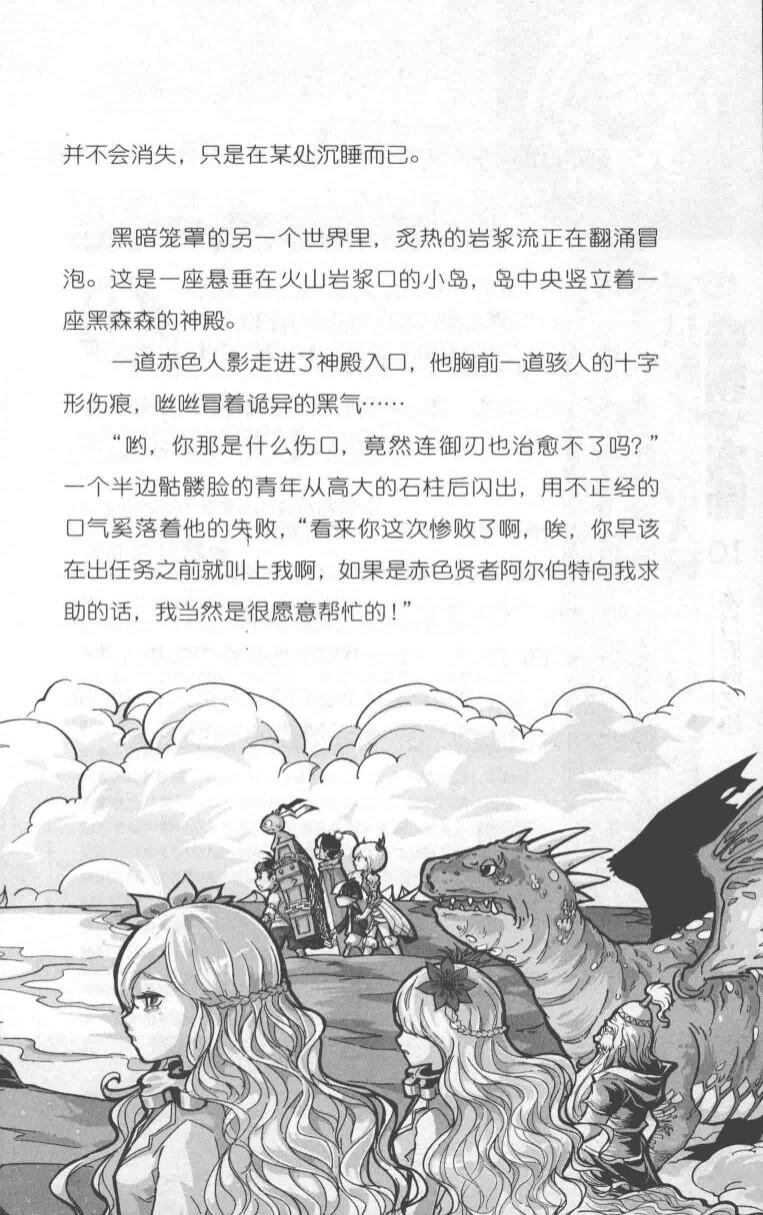 并不会消失，只是在某处沉睡而已。
黑暗笼罩的另一个世界里，炙热的岩浆流正在翻涌冒
泡。这是一座悬垂在火山岩浆口的小岛，岛中央竖立着一
座黑森森的神殿。
一道赤色人影走进了神殿入口，他胸前一道骇人的十字
形伤痕，咝咝冒着诡异的黑气……
“哟，你那是什么伤口，竟然连御刃也治愈不了吗？”
一个半边骷髅脸的青年从高大的石柱后闪出，用不正经的
口气奚落着他的失败，“看来你这次惨败了啊，唉，你早该
在出任务之前就叫上我啊，如果是赤色贤者阿尔伯特向我求
助的话，我当然是很愿意帮忙的！”